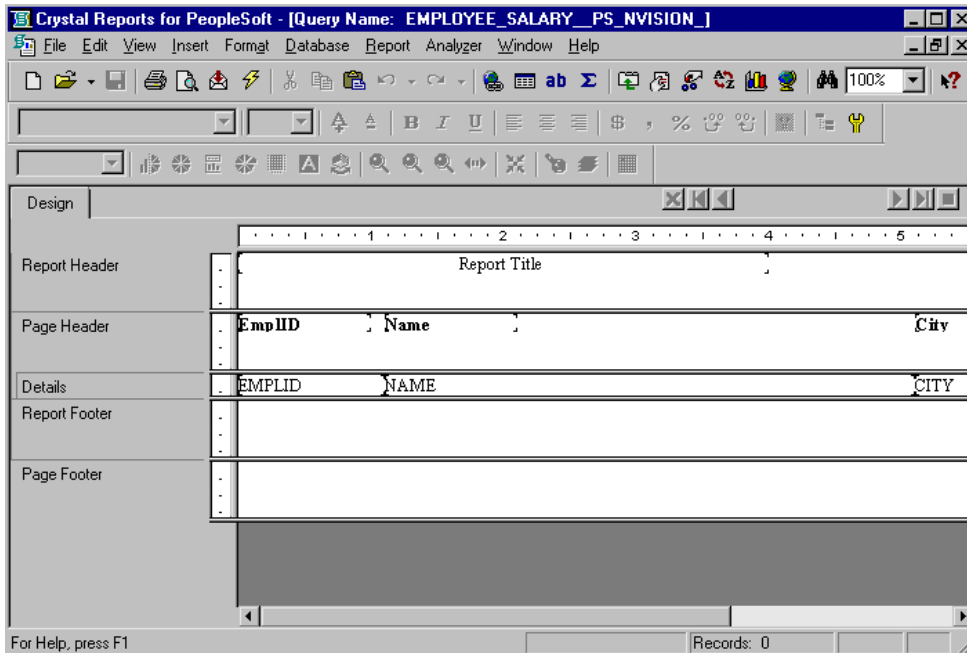 Crystal Reports for PeopleSoft - [Query Name: EMPLOYEE_SALARY__PS_NVISION_]
File Edit View Insert Format Database Report Analyzer Window Help
ab Σ 100%
B I U $ , %
A
Design
1 2 3 4 5
Report Header Report Title
Page Header EmplID Name City
Details EMPLID NAME CITY
Report Footer
Page Footer
For Help, press F1 Records: 0